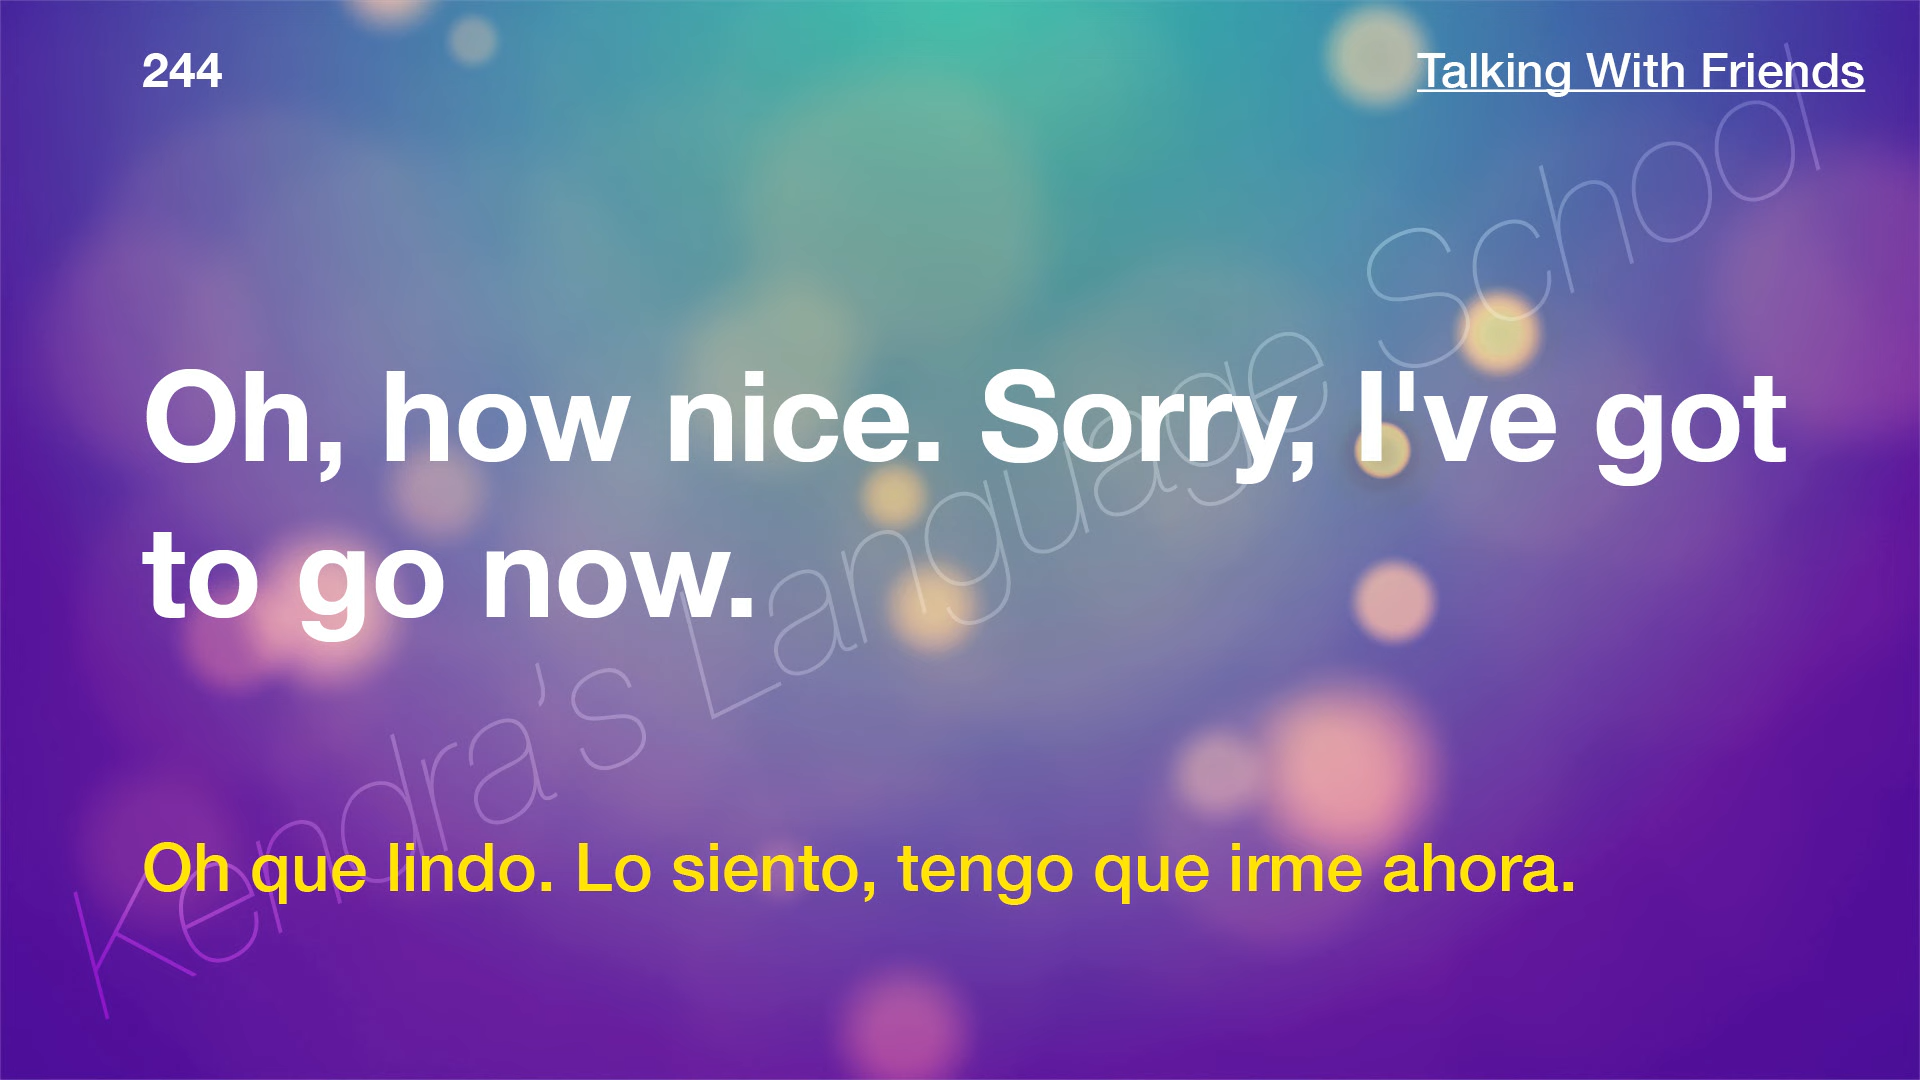 244
Talking With Friends
Oh, how nice. Sorry, I've got
to go now.
Oh que lindo. Lo siento, tengo que irme ahora.
Kendra’s Language School